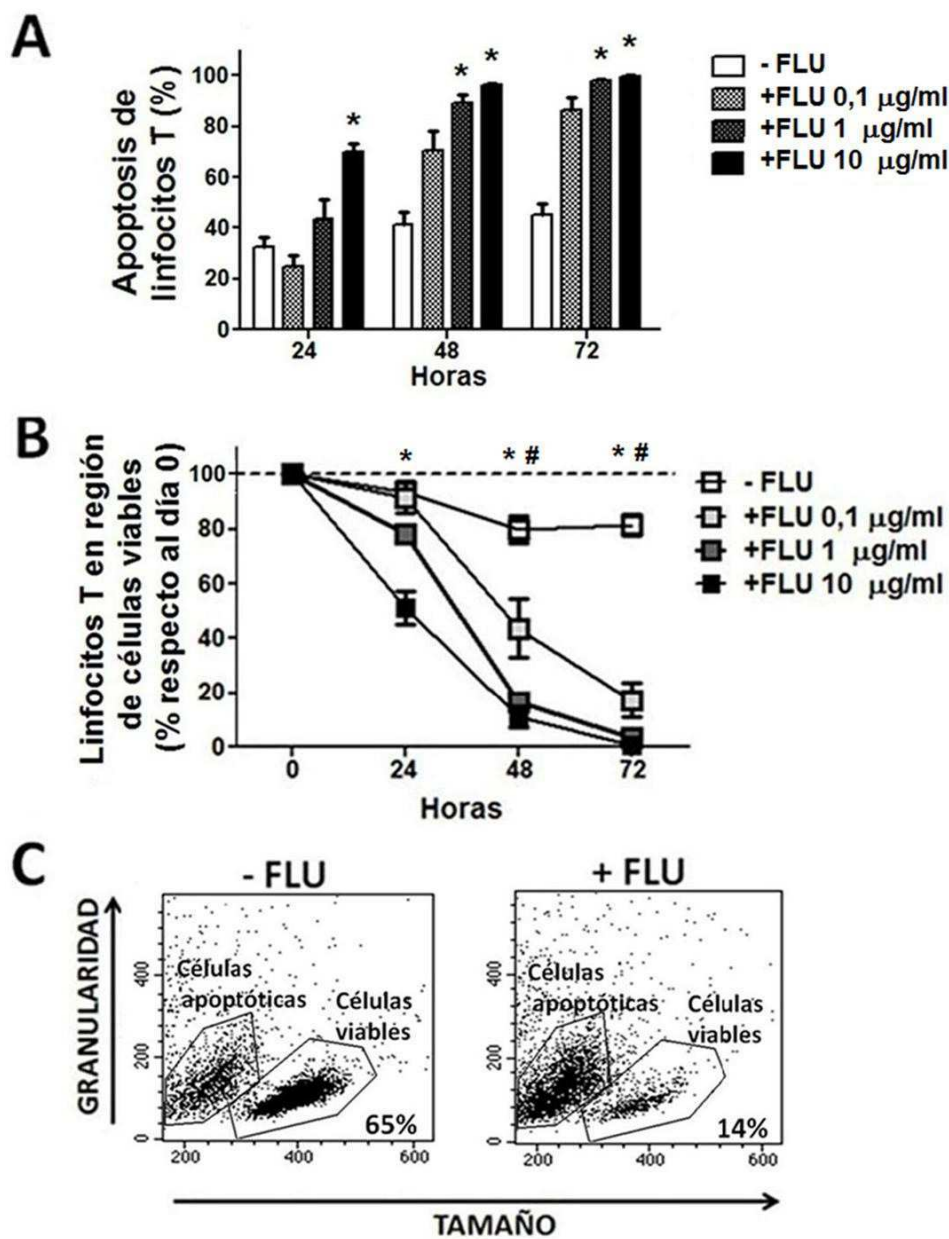 A
Apoptosis de
linfocitos T (%)
100
80
60
40
20
0
*
* *
* *
24
48
72
Horas
- FLU
+FLU 0,1 μg/ml
+FLU 1 μg/ml
+FLU 10 μg/ml
B
Linfocitos T en región
de células viables
(% respecto al día 0)
100
80
60
40
20
0
*
* #
* #
0
24
48
72
Horas
- FLU
+FLU 0,1 μg/ml
+FLU 1 μg/ml
+FLU 10 μg/ml
C
- FLU
+ FLU
GRANULARIDAD
400
200
0
Células
apoptóticas
Células
viables
65%
200
400
600
400
200
0
Células
apoptóticas
Células
viables
14%
200
400
600
TAMAÑO